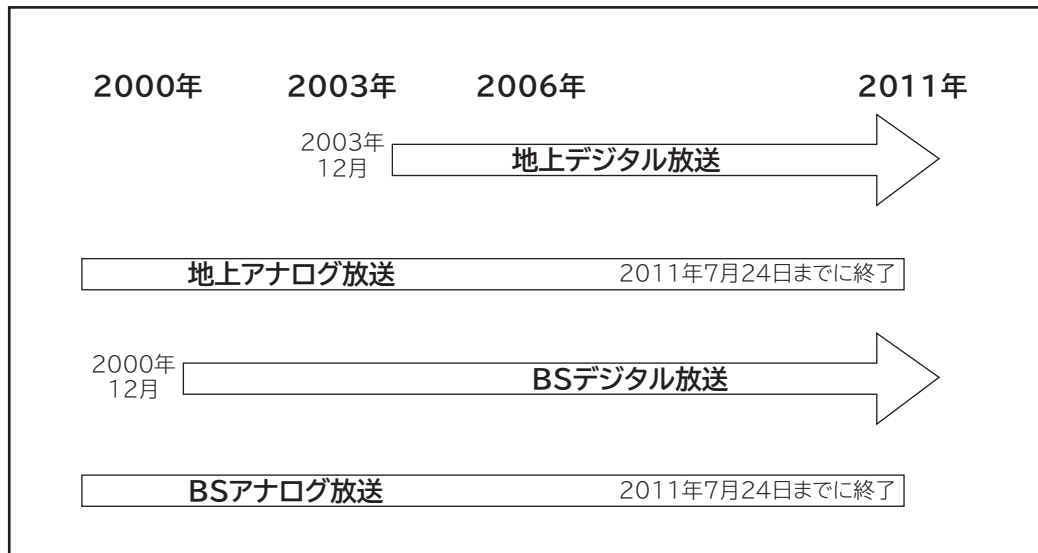 2000年 2003年 2006年 2011年
2003年
12月
地上デジタル放送
地上アナログ放送 2011年7月24日までに終了
2000年
12月
BSデジタル放送
BSアナログ放送 2011年7月24日までに終了